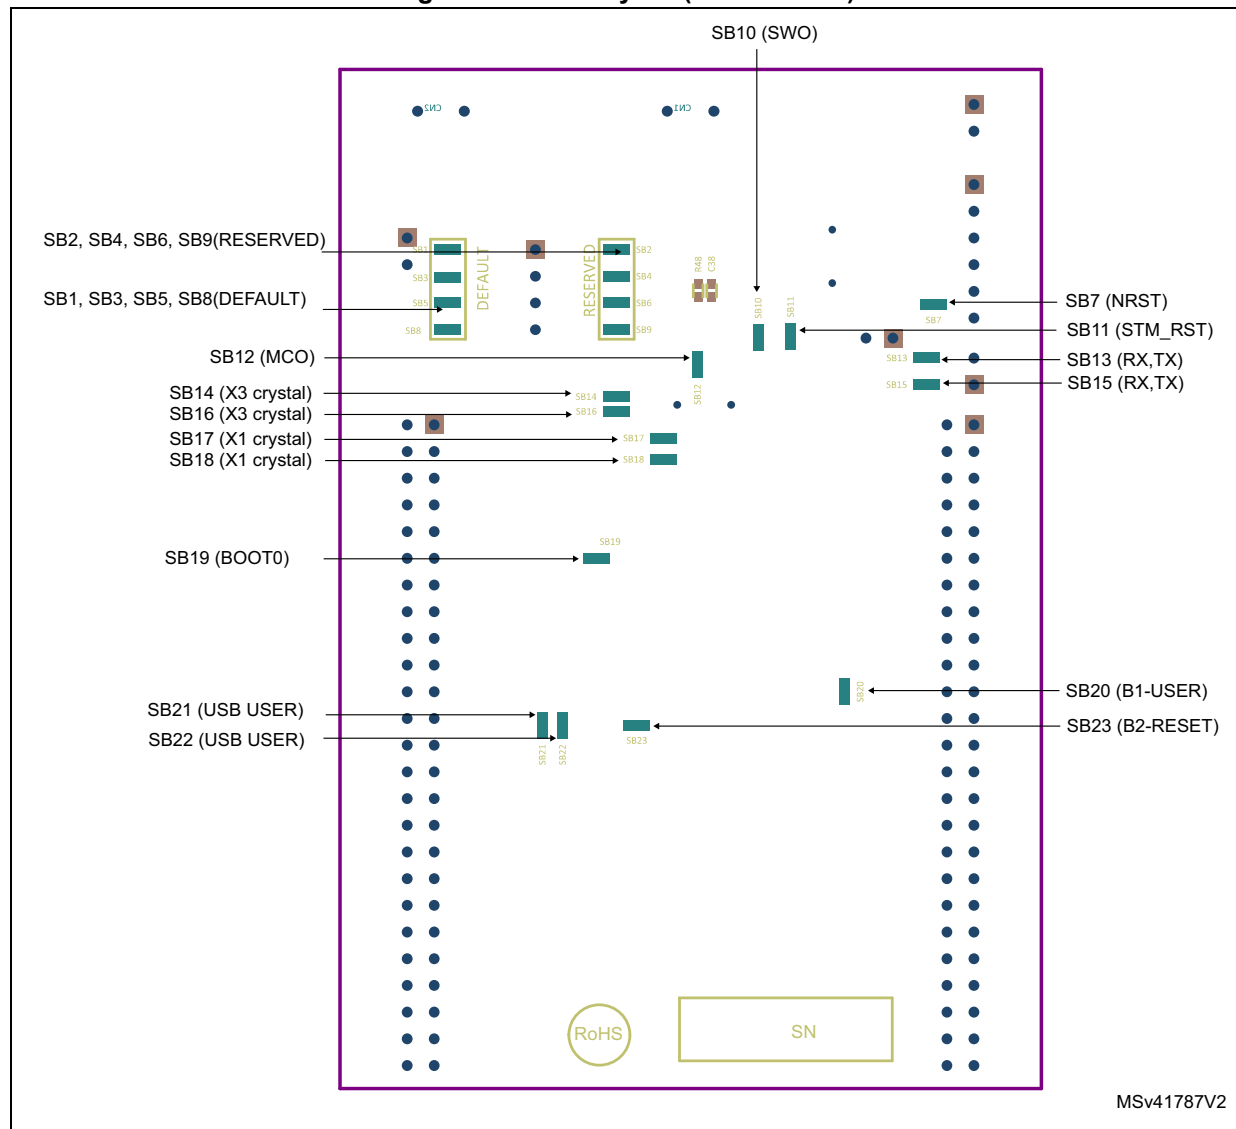 SB10 (SWO)
CN2
CN1
SB2, SB4, SB6, SB9(RESERVED)
SB1, SB3, SB5, SB8(DEFAULT)
SB1
SB3
SB5
SB8
DEFAULT
RESERVED
SB2
SB4
SB6
SB9
R48
C38
SB10
SB11
SB7
SB7 (NRST)
SB11 (STM_RST)
SB13
SB13 (RX,TX)
SB15
SB15 (RX,TX)
SB12 (MCO)
SB12
SB14 (X3 crystal)
SB14
SB16 (X3 crystal)
SB16
SB17 (X1 crystal)
SB17
SB18 (X1 crystal)
SB18
SB19 (BOOT0)
SB19
SB20
SB20 (B1-USER)
SB21 (USB USER)
SB22 (USB USER)
SB21
SB22
SB23
SB23 (B2-RESET)
RoHS
SN
MSv41787V2